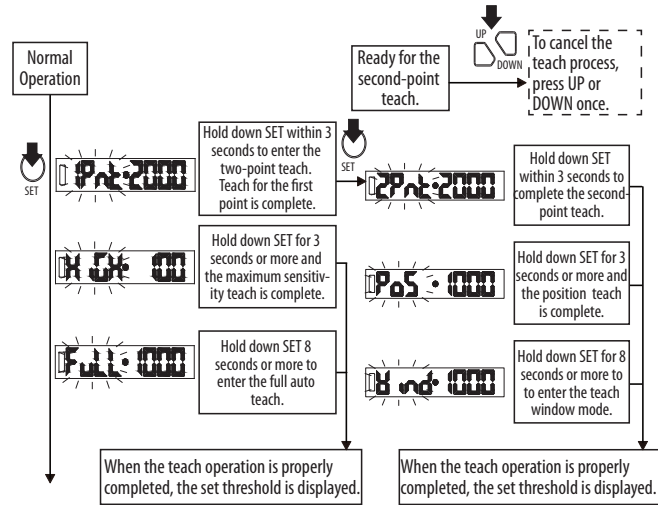 Normal
Operation
SET
1Pnt:2000
Hold down SET within 3
seconds to enter the
two-point teach.
Teach for the first
point is complete.
Hold down SET for 3
seconds or more and
the maximum sensitiv-
ity teach is complete.
FuLL: 1000
Hold down SET 8
seconds or more to
enter the full auto
teach.
When the teach operation is properly
completed, the set threshold is displayed.
Ready for the
second-point
teach.
UP
DOWN
To cancel the
teach process,
press UP or
DOWN once.
SET
2Pnt:2000
Hold down SET
within 3 seconds to
complete the second-
point teach.
PoS : 1000
Hold down SET for 3
seconds or more and
the position teach
is complete.
Hold down SET for 8
seconds or more to
to enter the teach
window mode.
When the teach operation is properly
completed, the set threshold is displayed.